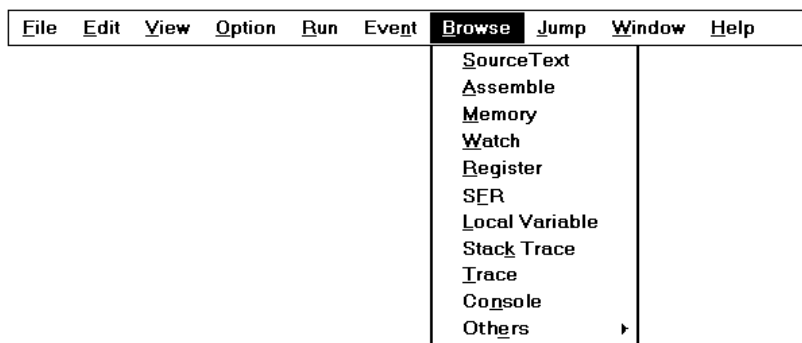 File Edit View Option Run Event Browse Jump Window Help
SourceText
Assemble
Memory
Watch
Register
SFR
Local Variable
Stack Trace
Trace
Console
Others